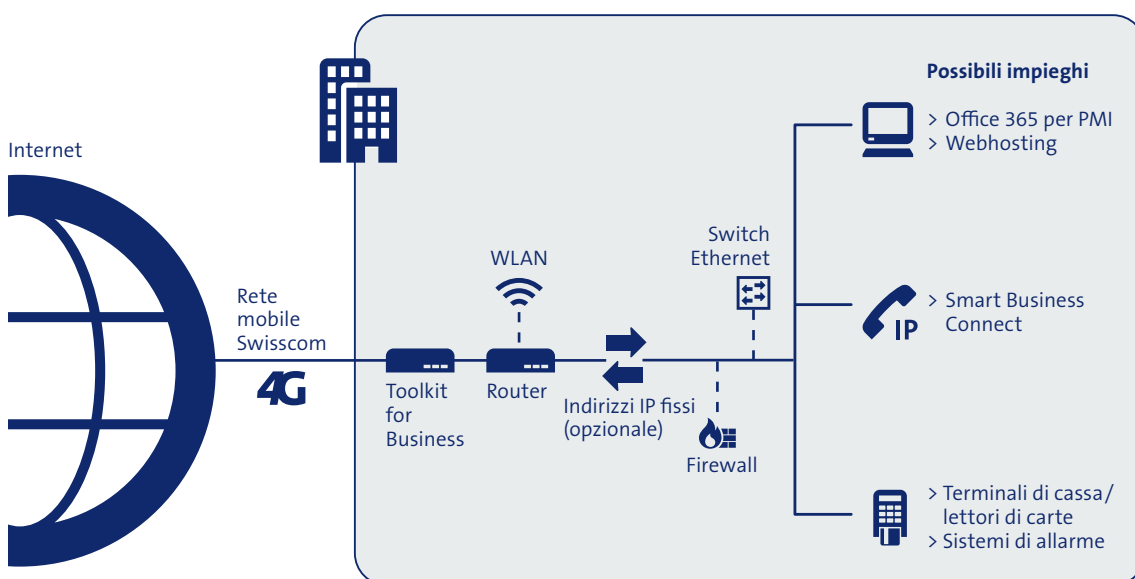 Internet
Rete
mobile
Swisscom
4G
Toolkit
for
Business
WLAN
Router
Indirizzi IP fissi
(opzionale)
Switch
Ethernet
Firewall
Possibili impieghi
> Office 365 per PMI
> Webhosting
IP
> Smart Business
Connect
> Terminali di cassa/
lettori di carte
> Sistemi di allarme